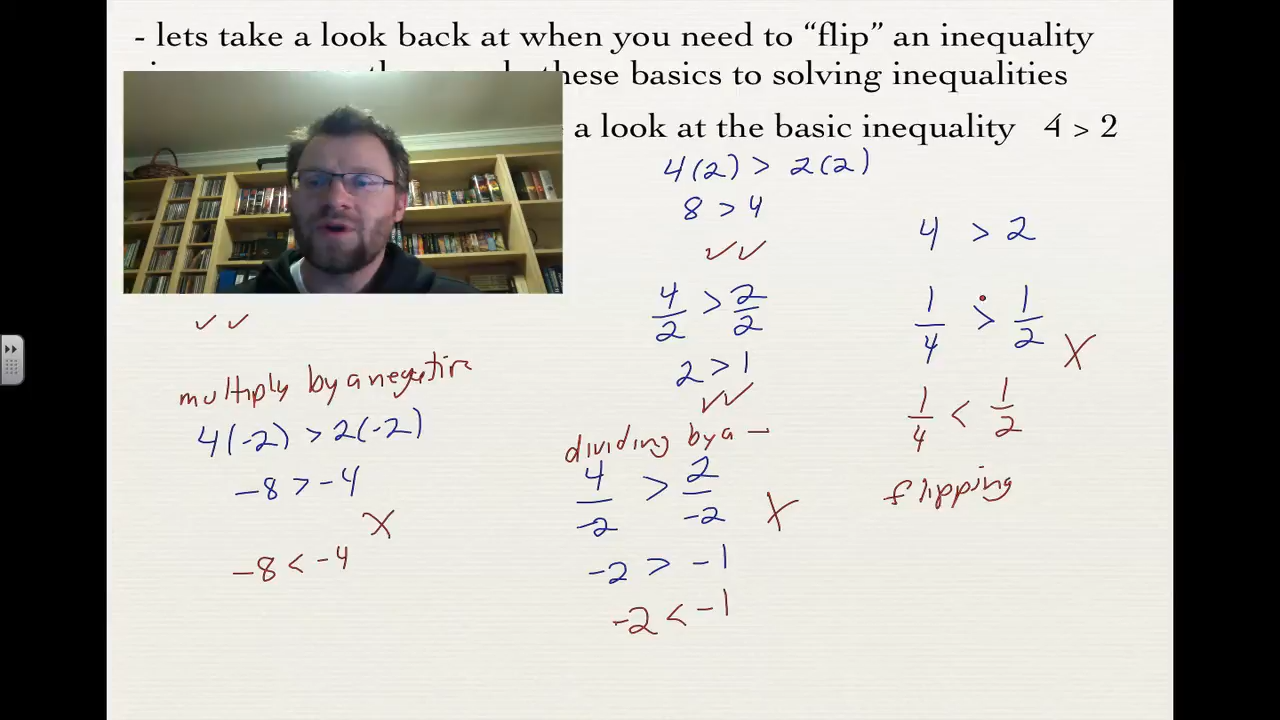 - lets take a look back at when you need to “flip” an inequality
these basics to solving inequalities
a look at the basic inequality 4 > 2
4(2) > 2(2)
8 > 4
✓✓
4/2 > 2/2
2 > 1
✓✓
✓✓
multiply by a negative
4(-2) > 2(-2)
-8 > -4
X
-8 < -4
dividing by a -
4/-2 > 2/-2 X
-2 > -1
-2 < -1
4 > 2
1/4 > 1/2 X
1/4 < 1/2
flipping